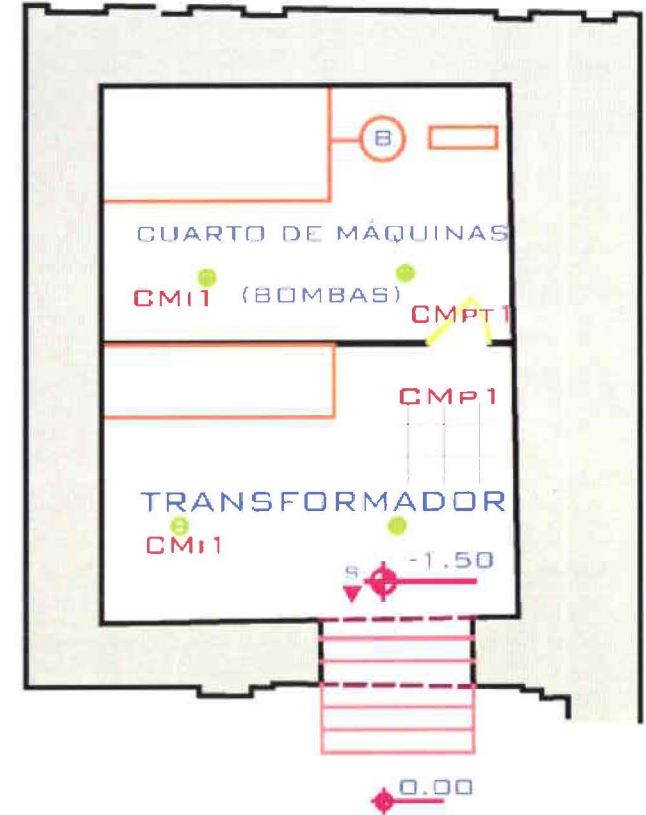 B
CUARTO DE MÁQUINAS
CMI1 (BOMBAS)
CMPT1
CMP1
TRANSFORMADOR
CMI1
S -1.50
0.00